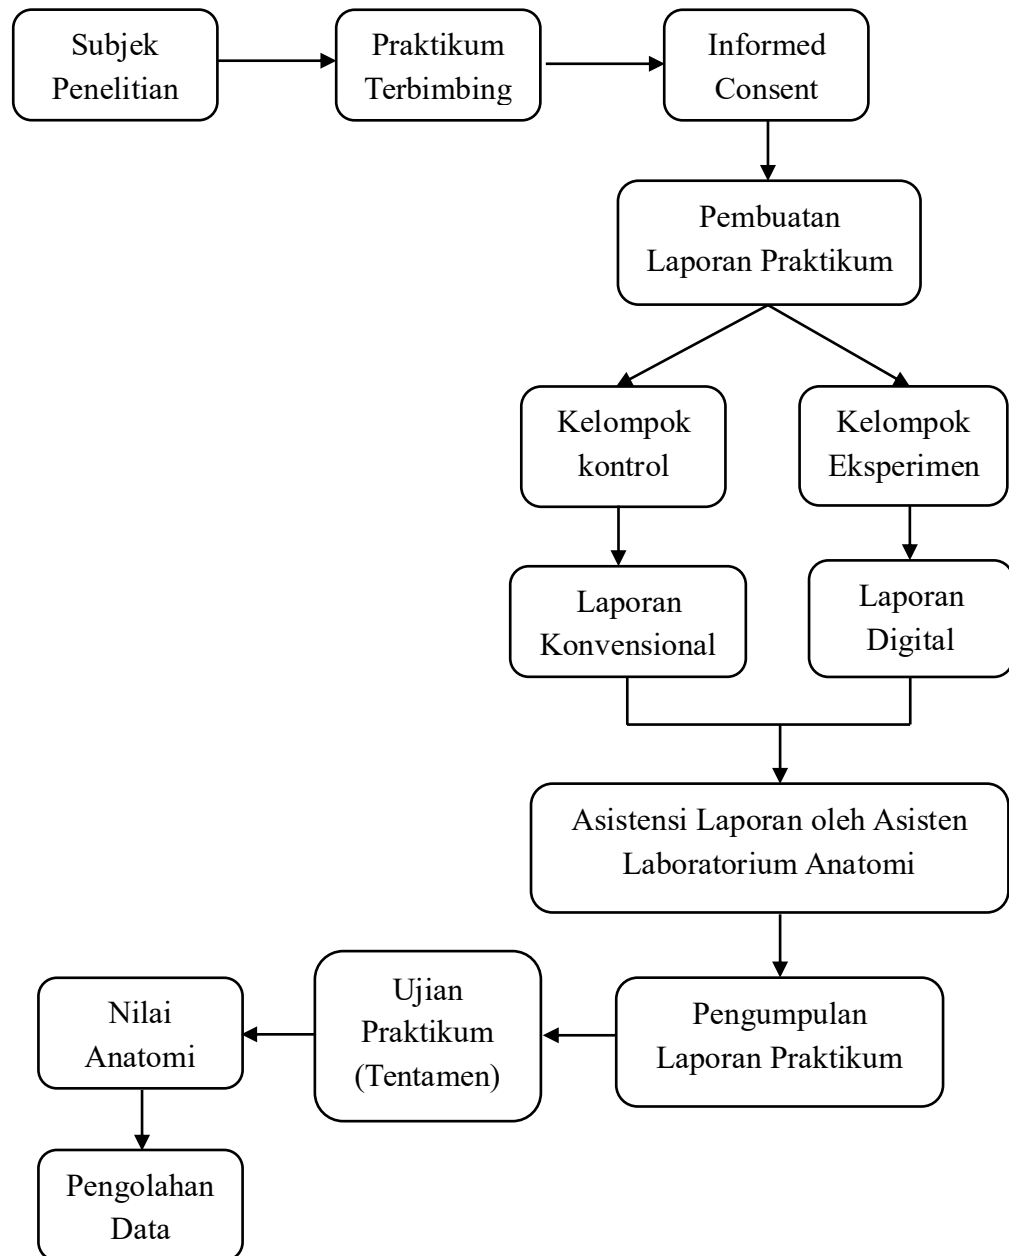 Subjek
Penelitian
Praktikum
Terbimbing
Informed
Consent
Pembuatan
Laporan Praktikum
Kelompok
kontrol
Kelompok
Eksperimen
Laporan
Konvensional
Laporan
Digital
Asistensi Laporan oleh Asisten
Laboratorium Anatomi
Pengumpulan
Laporan Praktikum
Ujian
Praktikum
(Tentamen)
Nilai
Anatomi
Pengolahan
Data